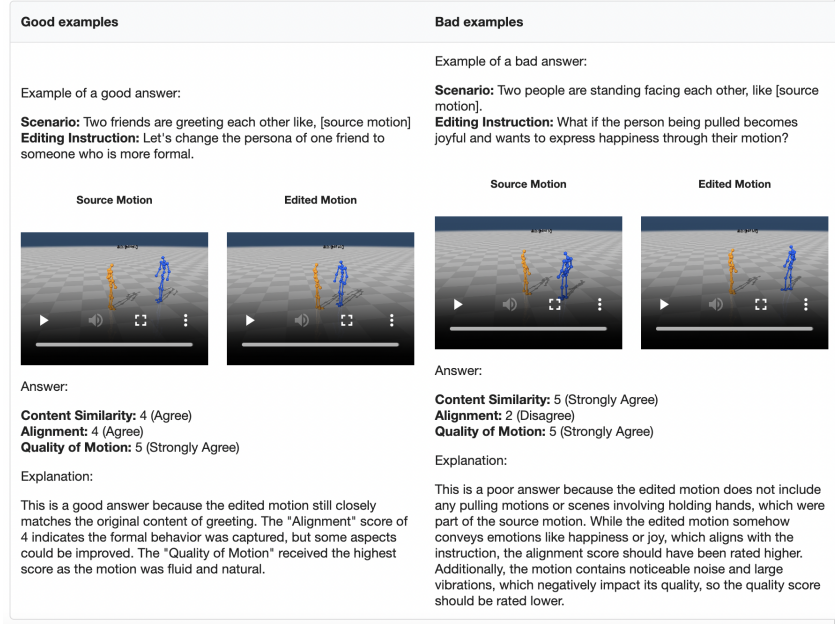 Good examples
Bad examples
Example of a good answer:
Scenario: Two friends are greeting each other like, [source motion]
Editing Instruction: Let's change the persona of one friend to
someone who is more formal.
Source Motion
Edited Motion
Answer:
Content Similarity: 4 (Agree)
Alignment: 4 (Agree)
Quality of Motion: 5 (Strongly Agree)
Explanation:
This is a good answer because the edited motion still closely
matches the original content of greeting. The "Alignment" score of
4 indicates the formal behavior was captured, but some aspects
could be improved. The "Quality of Motion" received the highest
score as the motion was fluid and natural.
Example of a bad answer:
Scenario: Two people are standing facing each other, like [source
motion].
Editing Instruction: What if the person being pulled becomes
joyful and wants to express happiness through their motion?
Source Motion
Edited Motion
Answer:
Content Similarity: 5 (Strongly Agree)
Alignment: 2 (Disagree)
Quality of Motion: 5 (Strongly Agree)
Explanation:
This is a poor answer because the edited motion does not include
any pulling motions or scenes involving holding hands, which were
part of the source motion. While the edited motion somehow
conveys emotions like happiness or joy, which aligns with the
instruction, the alignment score should have been rated higher.
Additionally, the motion contains noticeable noise and large
vibrations, which negatively impact its quality, so the quality score
should be rated lower.